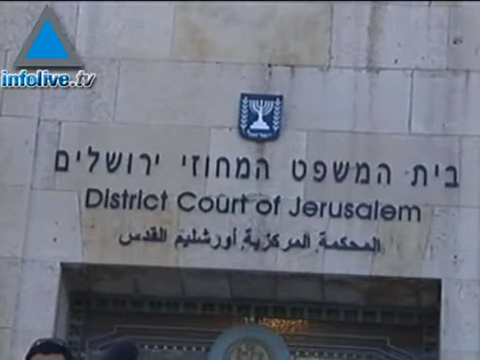 infolive.tv
בית המשפט המחוזי ירושלים
District Court of Jerusalem
المحكمة المركزية أورشليم القدس